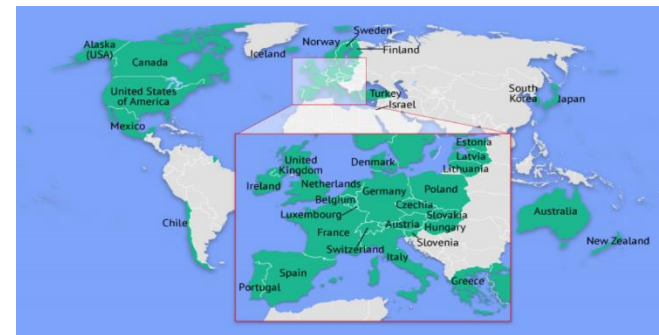 Alaska
(USA)
Canada
United States
of America
Mexico
Chile
Iceland
Norway
Sweden
Finland
Turkey
Israel
South
Korea
Japan
Australia
New Zealand
Estonia
Latvia
Lithuania
United
Kingdom
Denmark
Ireland
Netherlands
Germany
Poland
Belgium
Czechia
Luxembourg
Slovakia
France
Austria
Hungary
Switzerland
Slovenia
Italy
Spain
Portugal
Greece